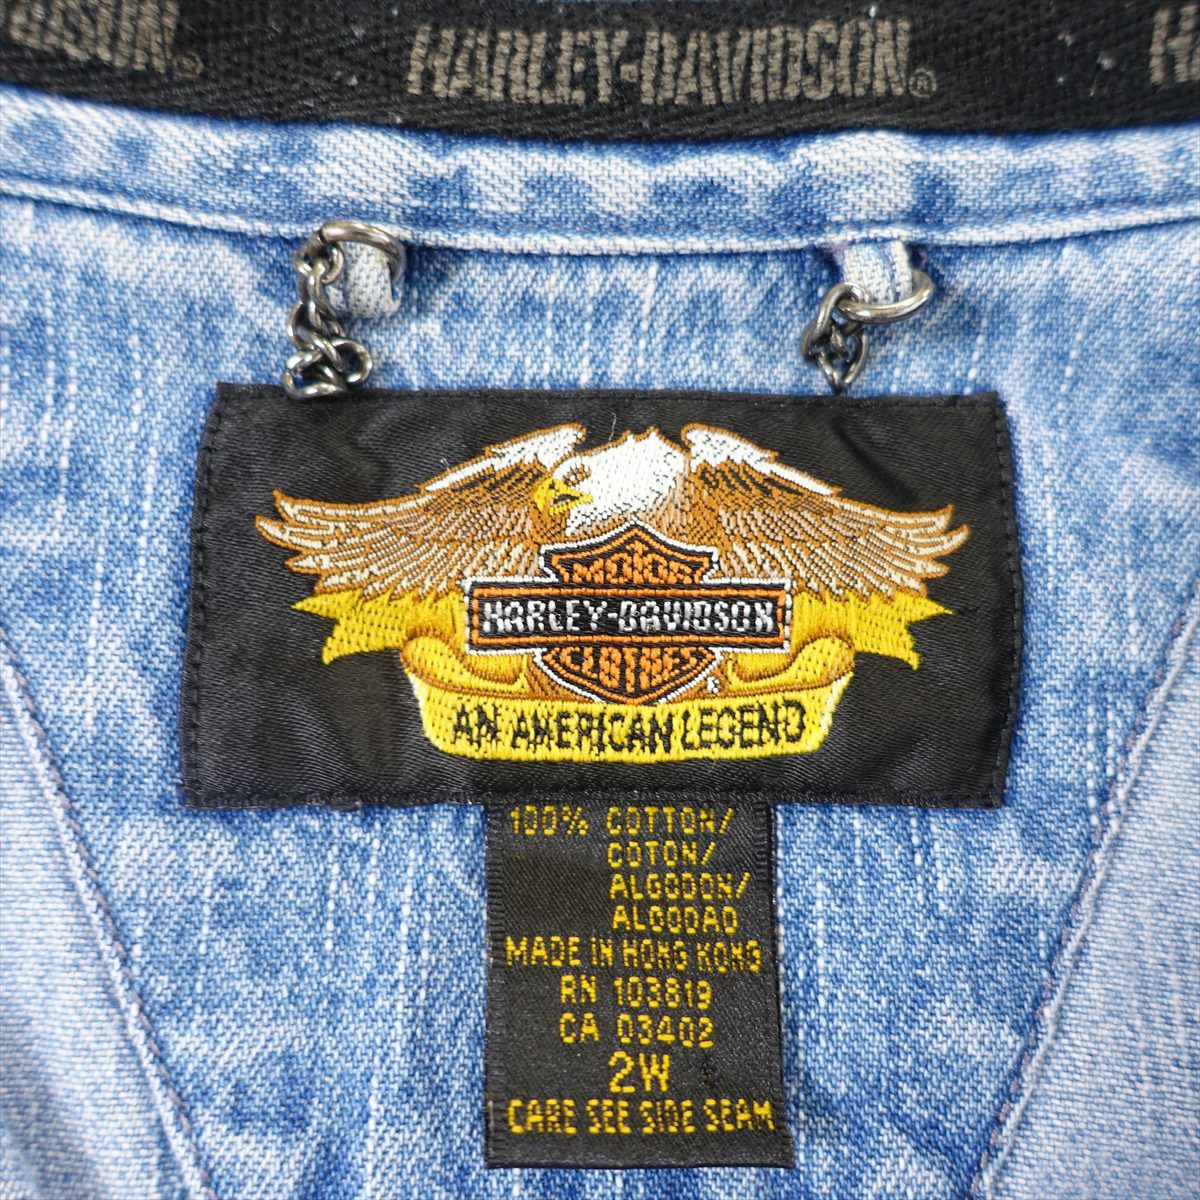 HARLEY-DAVIDSON®
MOTOR
HARLEY-DAVIDSON
CLOTHES
®
AN AMERICAN LEGEND
100% COTTON/
COTON/
ALGODON/
ALGODAO
MADE IN HONG KONG
RN 103819
CA 03402
2W
CARE SEE SIDE SEAM